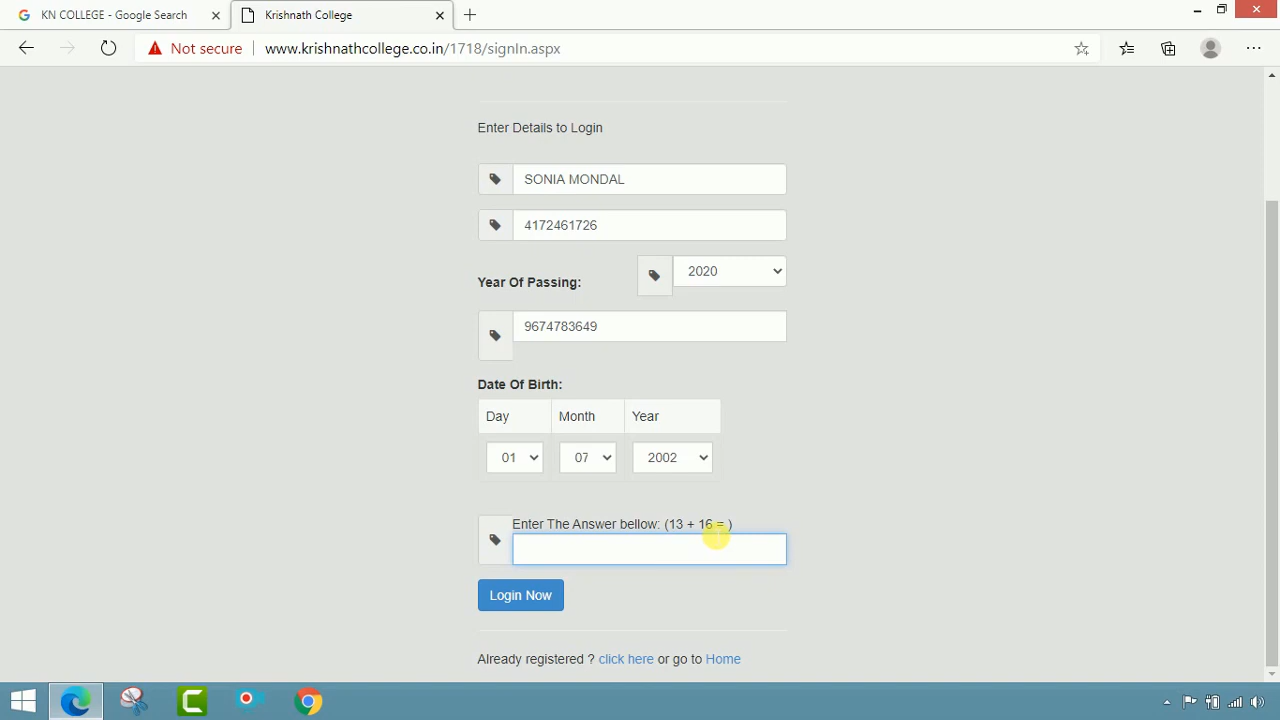 KN COLLEGE - Google Search
Krishnath College
Not secure
www.krishnathcollege.co.in/1718/signIn.aspx
Enter Details to Login
SONIA MONDAL
4172461726
Year Of Passing:
2020
9674783649
Date Of Birth:
Day Month Year
01 07 2002
Enter The Answer bellow: (13 + 16 = )
Login Now
Already registered ? click here or go to Home